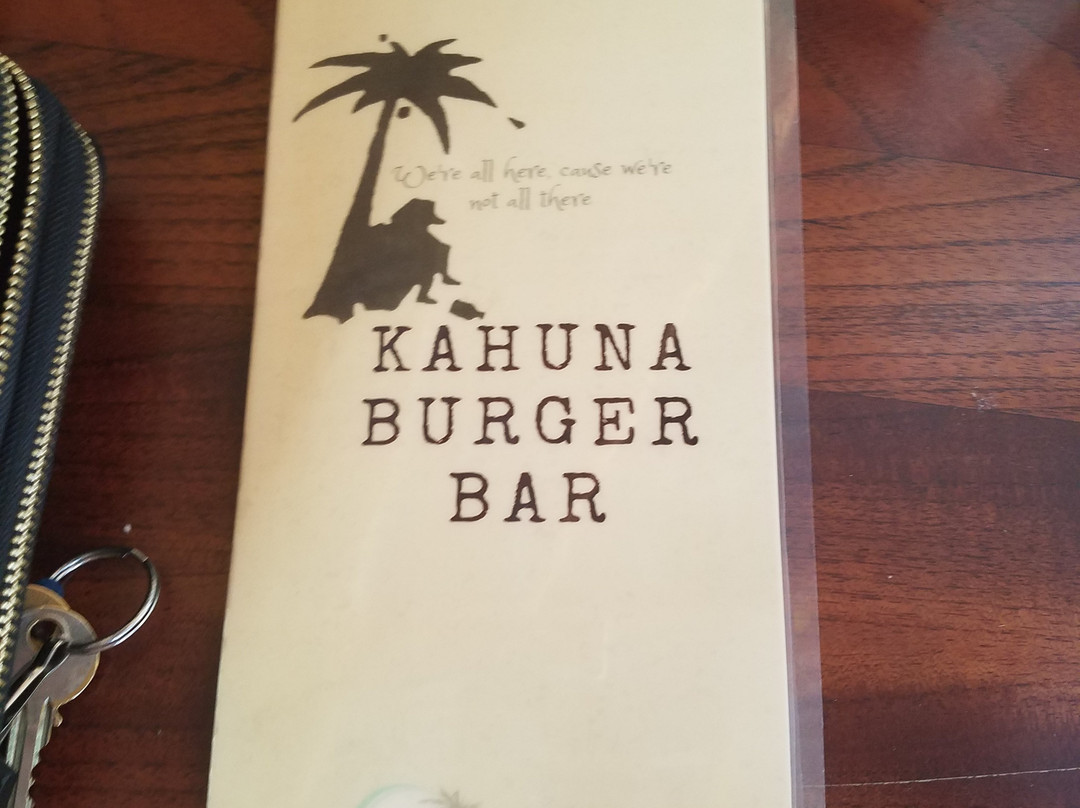 We're all here, cause we're
not all there
KAHUNA
BURGER
BAR